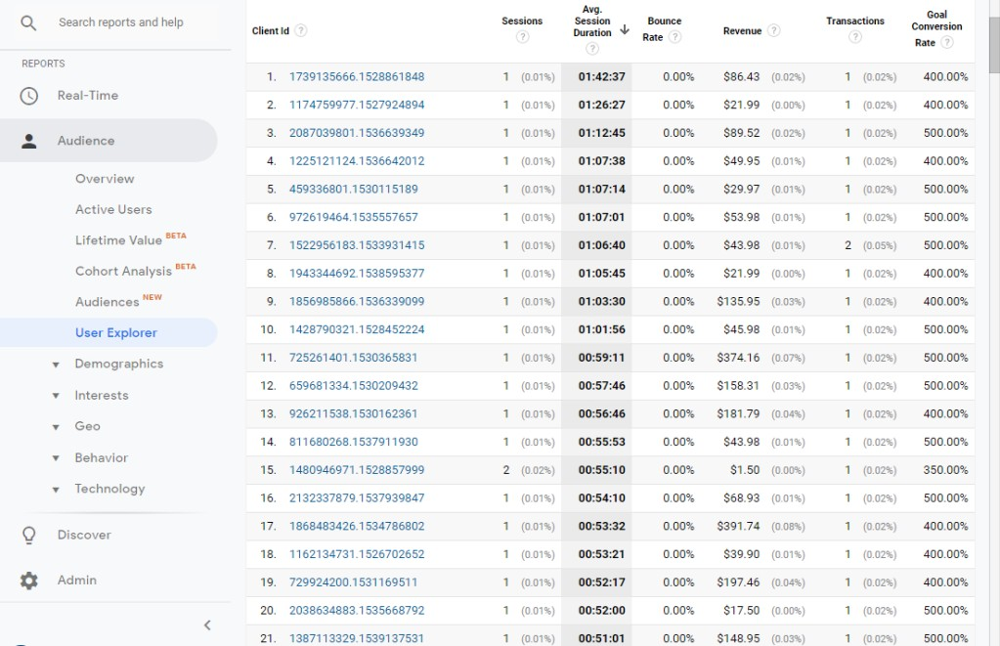 Search reports and help
REPORTS
Real-Time
Audience
Overview
Active Users
Lifetime Value BETA
Cohort Analysis BETA
Audiences NEW
User Explorer
Demographics
Interests
Geo
Behavior
Technology
Discover
Admin
Client Id ? Sessions ? Avg. Session Duration ? Bounce Rate ? Revenue ? Transactions ? Goal Conversion Rate ?
1. 1739135666.1528861848 1 (0.01%) 01:42:37 0.00% $86.43 (0.02%) 1 (0.02%) 400.00%
2. 1174759977.1527924894 1 (0.01%) 01:26:27 0.00% $21.99 (0.00%) 1 (0.02%) 400.00%
3. 2087039801.1536639349 1 (0.01%) 01:12:45 0.00% $89.52 (0.02%) 1 (0.02%) 500.00%
4. 1225121124.1536642012 1 (0.01%) 01:07:38 0.00% $49.95 (0.01%) 1 (0.02%) 400.00%
5. 459336801.1530115189 1 (0.01%) 01:07:14 0.00% $29.97 (0.01%) 1 (0.02%) 500.00%
6. 972619464.1535557657 1 (0.01%) 01:07:01 0.00% $53.98 (0.01%) 1 (0.02%) 500.00%
7. 1522956183.1533931415 1 (0.01%) 01:06:40 0.00% $43.98 (0.01%) 2 (0.05%) 500.00%
8. 1943344692.1538595377 1 (0.01%) 01:05:45 0.00% $21.99 (0.00%) 1 (0.02%) 400.00%
9. 1856985866.1536339099 1 (0.01%) 01:03:30 0.00% $135.95 (0.03%) 1 (0.02%) 400.00%
10. 1428790321.1528452224 1 (0.01%) 01:01:56 0.00% $45.98 (0.01%) 1 (0.02%) 500.00%
11. 725261401.1530365831 1 (0.01%) 00:59:11 0.00% $374.16 (0.07%) 1 (0.02%) 500.00%
12. 659681334.1530209432 1 (0.01%) 00:57:46 0.00% $158.31 (0.03%) 1 (0.02%) 500.00%
13. 926211538.1530162361 1 (0.01%) 00:56:46 0.00% $181.79 (0.04%) 1 (0.02%) 400.00%
14. 811680268.1537911930 1 (0.01%) 00:55:53 0.00% $43.98 (0.01%) 1 (0.02%) 500.00%
15. 1480946971.1528857999 2 (0.02%) 00:55:10 0.00% $1.50 (0.00%) 1 (0.02%) 350.00%
16. 2132337879.1537939847 1 (0.01%) 00:54:10 0.00% $68.93 (0.01%) 1 (0.02%) 500.00%
17. 1868483426.1534786802 1 (0.01%) 00:53:32 0.00% $391.74 (0.08%) 1 (0.02%) 400.00%
18. 1162134731.1526702652 1 (0.01%) 00:53:21 0.00% $39.90 (0.01%) 1 (0.02%) 400.00%
19. 729924200.1531169511 1 (0.01%) 00:52:17 0.00% $197.46 (0.04%) 1 (0.02%) 400.00%
20. 2038634883.1535668792 1 (0.01%) 00:52:00 0.00% $17.50 (0.00%) 1 (0.02%) 500.00%
21. 1387113329.1539137531 1 (0.01%) 00:51:01 0.00% $148.95 (0.03%) 1 (0.02%) 500.00%